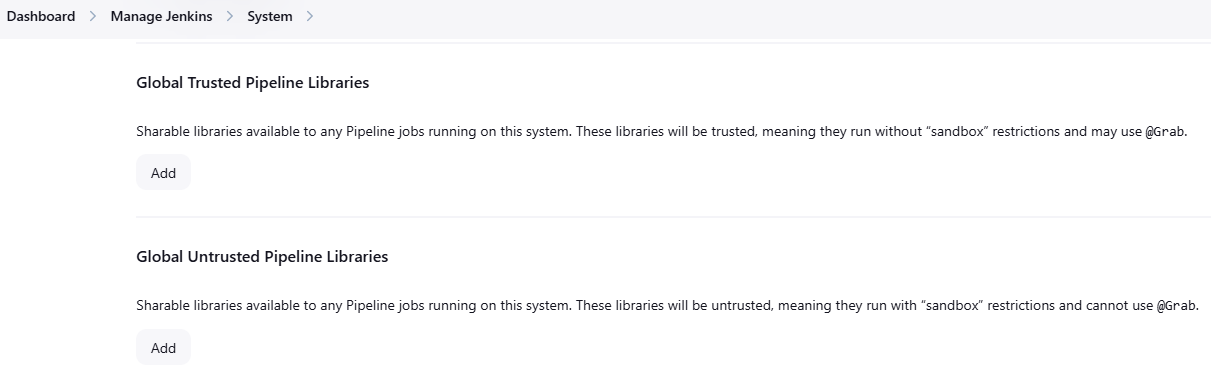 Dashboard > Manage Jenkins > System >
Global Trusted Pipeline Libraries
Sharable libraries available to any Pipeline jobs running on this system. These libraries will be trusted, meaning they run without “sandbox” restrictions and may use @Grab.
Add
Global Untrusted Pipeline Libraries
Sharable libraries available to any Pipeline jobs running on this system. These libraries will be untrusted, meaning they run with “sandbox” restrictions and cannot use @Grab.
Add